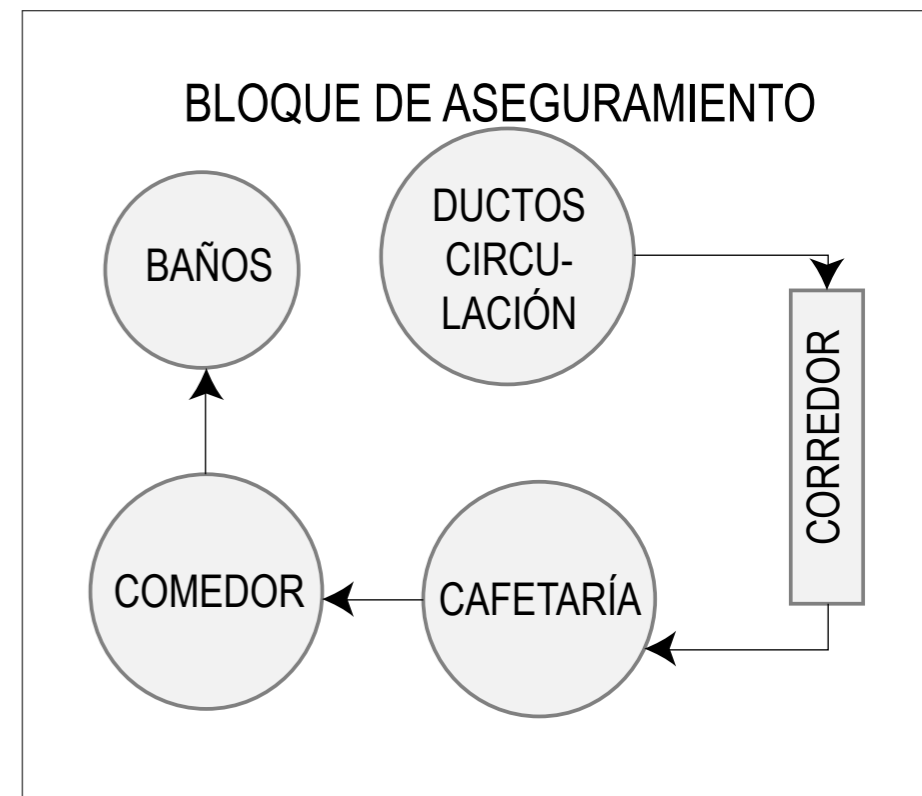 BLOQUE DE ASEGURAMIENTO
BAÑOS
DUCTOS
CIRCU-
LACIÓN
CORREDOR
COMEDOR
CAFETARÍA